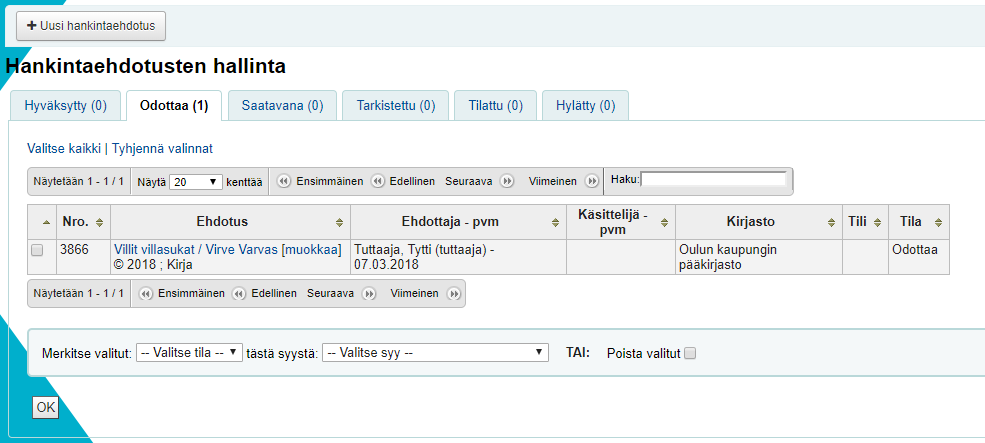 + Uusi hankintaehdotus
Hankintaehdotusten hallinta
Hyväksytty (0) Odottaa (1) Saatavana (0) Tarkistettu (0) Tilattu (0) Hylätty (0)
Valitse kaikki | Tyhjennä valinnat
Näytetään 1 - 1 / 1 Näytä 20 kenttää Ensimmäinen Edellinen Seuraava Viimeinen Haku:
Nro. Ehdotus Ehdottaja - pvm Käsittelijä - pvm Kirjasto Tili Tila
3866 Villit villasukat / Virve Varvas [muokkaa] Tuttaaja, Tytti (tuttaaja) - Oulun kaupungin Odottaa
© 2018 ; Kirja 07.03.2018 pääkirjasto
Näytetään 1 - 1 / 1 Ensimmäinen Edellinen Seuraava Viimeinen
Merkitse valitut: -- Valitse tila -- tästä syystä: -- Valitse syy -- TAI: Poista valitut
OK